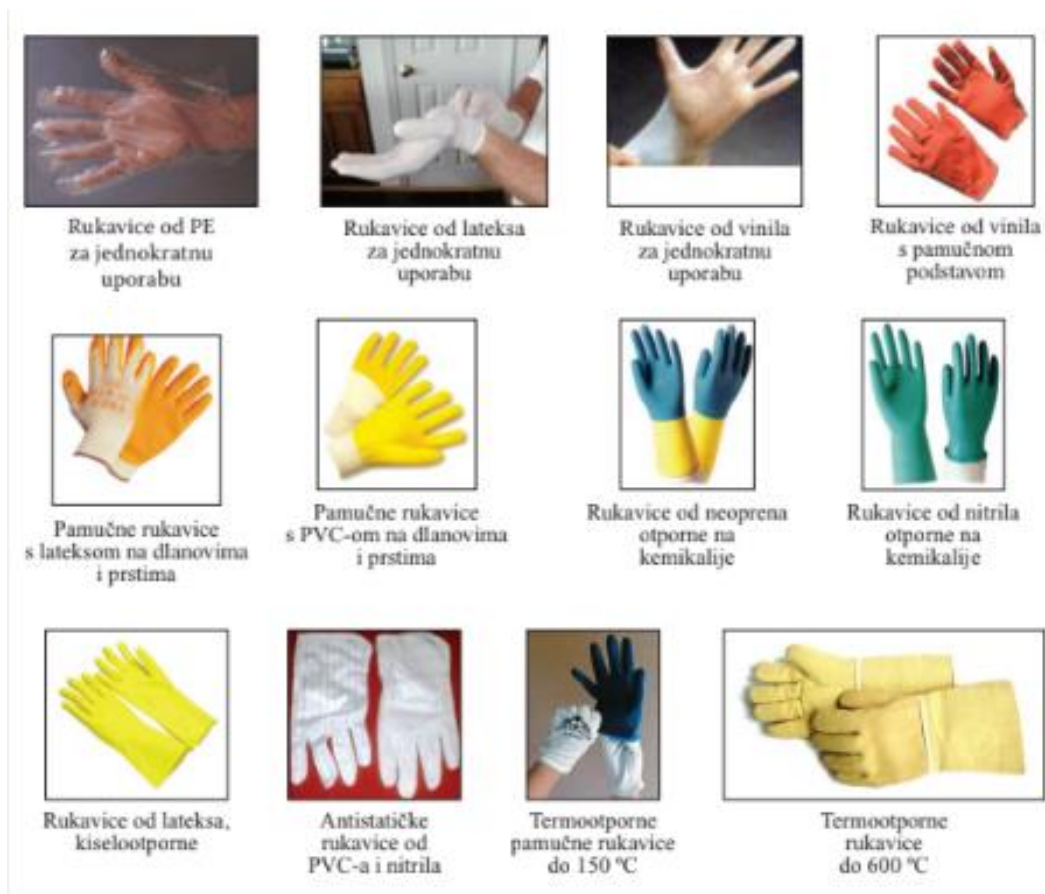 Rukavice od PE
za jednokratnu
uporabu
Rukavice od lateksa
za jednokratnu
uporabu
Rukavice od vinila
za jednokratnu
uporabu
Rukavice od vinila
s pamučnom
podstavom
Pamučne rukavice
s lateksom na dlanovima
i prstima
Pamučne rukavice
s PVC-om na dlanovima
i prstima
Rukavice od neoprena
otporne na
kemikalije
Rukavice od nitrila
otporne na
kemikalije
Rukavice od lateksa,
kiselootporne
Antistatičke
rukavice od
PVC-a i nitrila
Termootporne
pamučne rukavice
do 150 ºC
Termootporne
rukavice
do 600 ºC